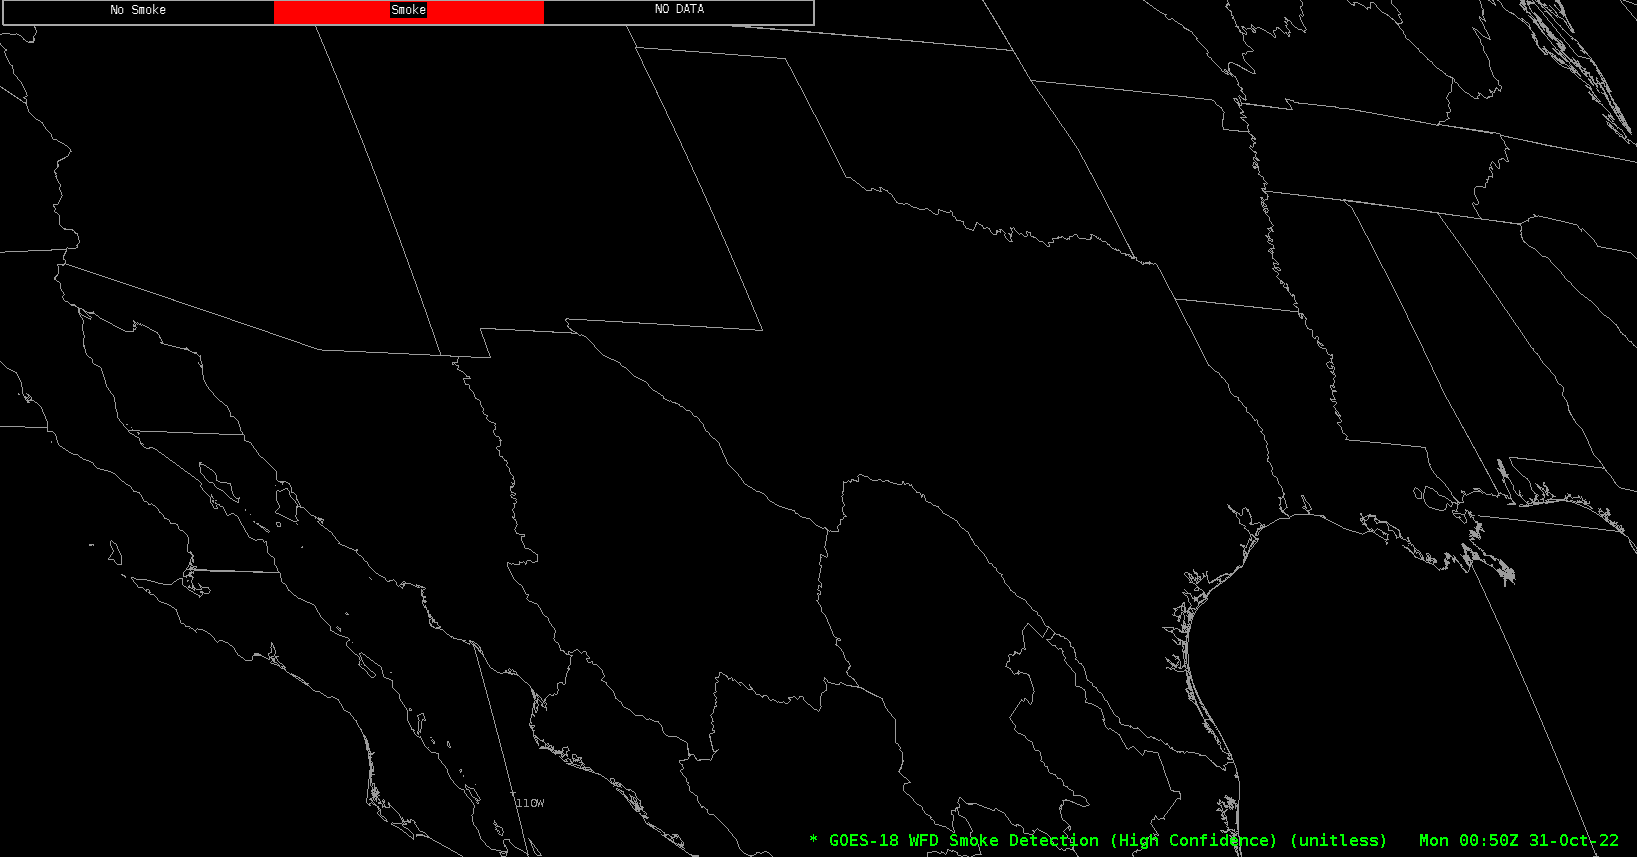 No Smoke Smoke NO DATA
110W
* GOES-18 WFD Smoke Detection (High Confidence) (unitless) Mon 00:50Z 31-Oct-22